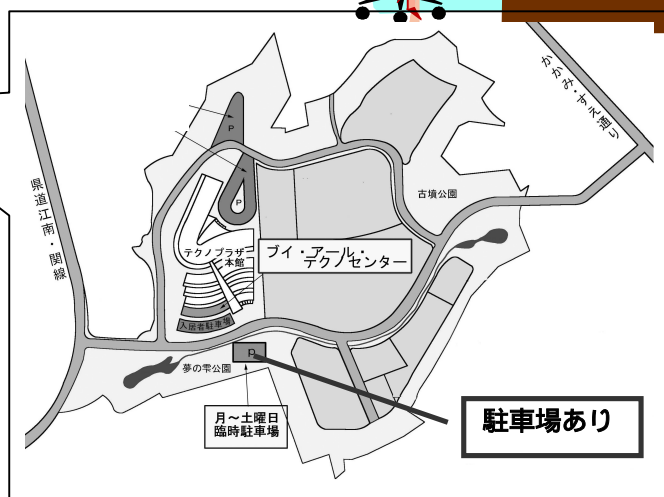 かかみ・すえ通り
P
県道江南・関線
P
古墳公園
テクノプラザ
本館
ブイ・アール・
テクノセンター
入居者駐車場
P
夢の雫公園
月～土曜日
臨時駐車場
駐車場あり